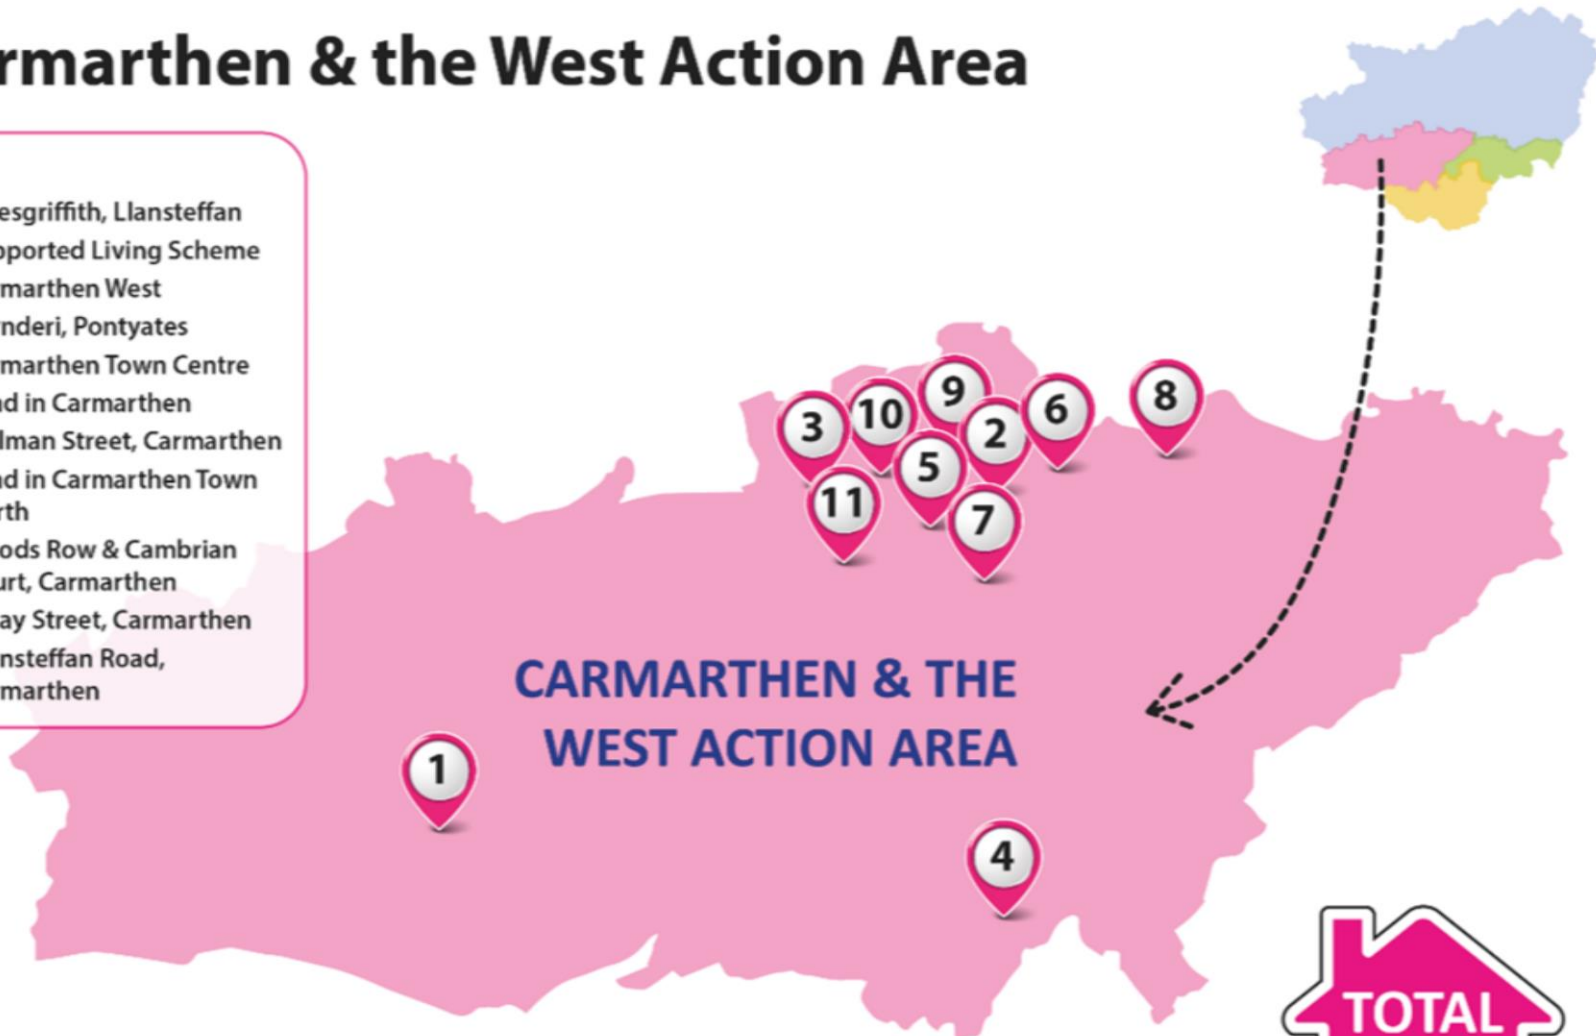 rmarthen & the West Action Area
esgriffith, Llansteffan
pported Living Scheme
marthen West
nderi, Pontyates
marthen Town Centre
nd in Carmarthen
lman Street, Carmarthen
nd in Carmarthen Town
rth
ods Row & Cambrian
urt, Carmarthen
ay Street, Carmarthen
nsteffan Road,
marthen
9
8
6
10
3
2
5
11
7
CARMARTHEN & THE
WEST ACTION AREA
1
4
TOTAL